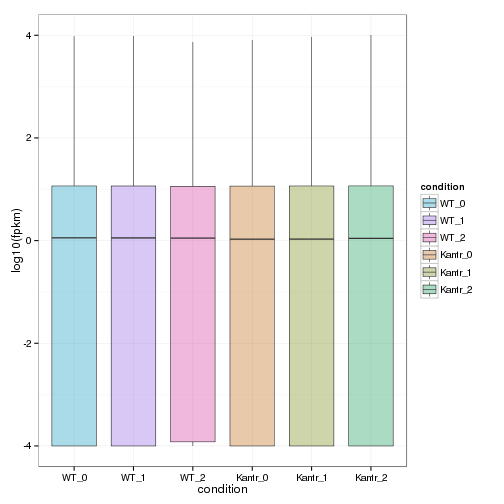 log10(fpkm)
4
2
0
-2
-4
WT_0 WT_1 WT_2 Kantr_0 Kantr_1 Kantr_2
condition
condition
WT_0
WT_1
WT_2
Kantr_0
Kantr_1
Kantr_2